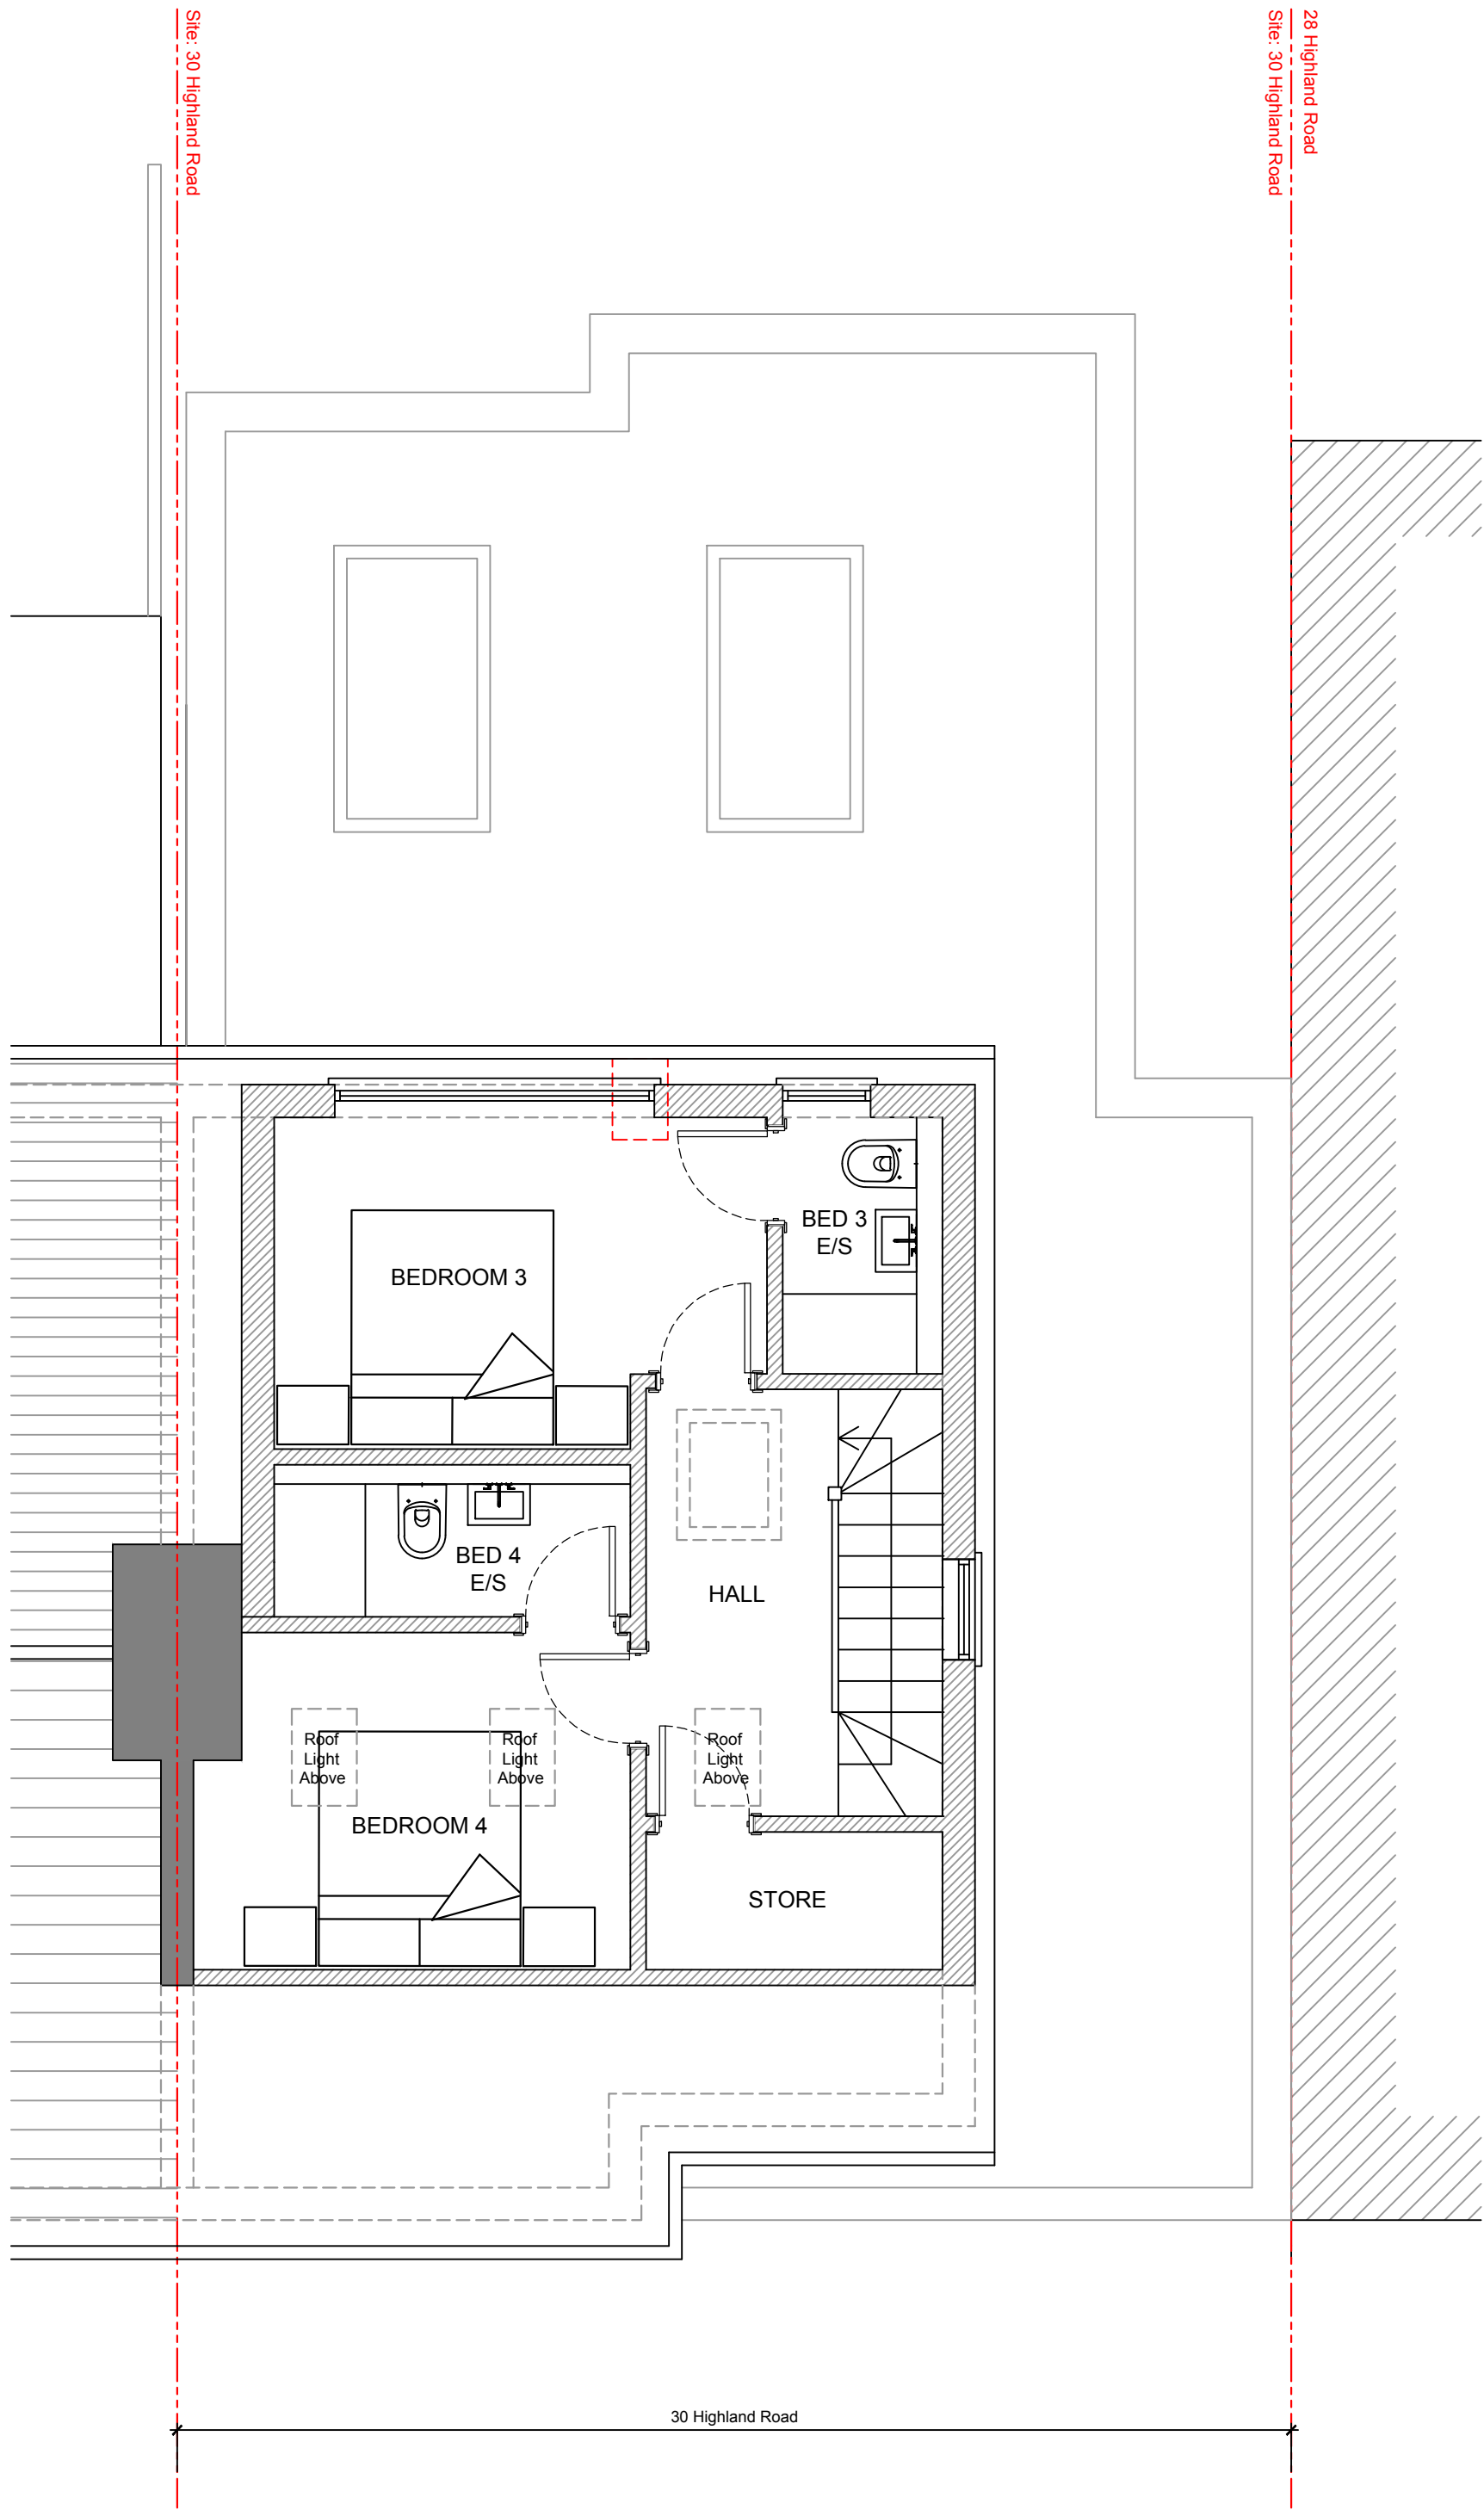 Site: 30 Highland Road
28 Highland Road
Site: 30 Highland Road
BED 3
E/S
BEDROOM 3
BED 4
E/S
HALL
Roof
Light
Above
Roof
Light
Above
Roof
Light
Above
BEDROOM 4
STORE
30 Highland Road